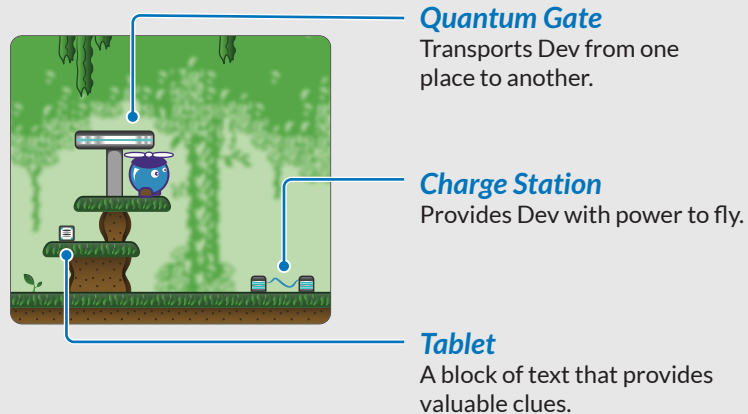 Quantum Gate
Transports Dev from one
place to another.
Charge Station
Provides Dev with power to fly.
Tablet
A block of text that provides
valuable clues.